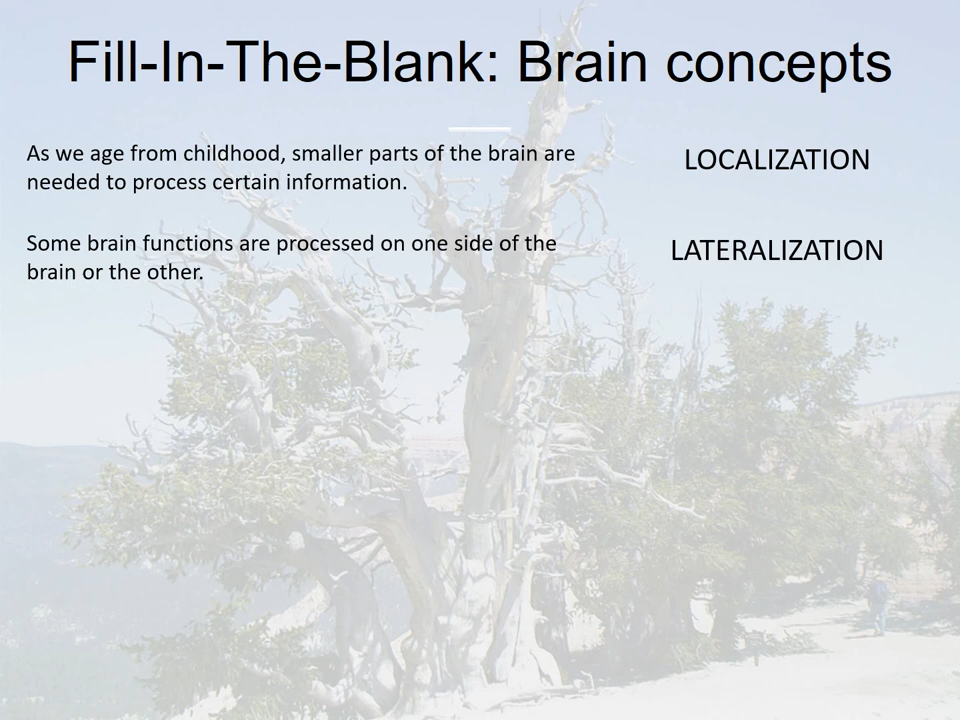 Fill-In-The-Blank: Brain concepts
As we age from childhood, smaller parts of the brain are
needed to process certain information.
LOCALIZATION
Some brain functions are processed on one side of the
brain or the other.
LATERALIZATION